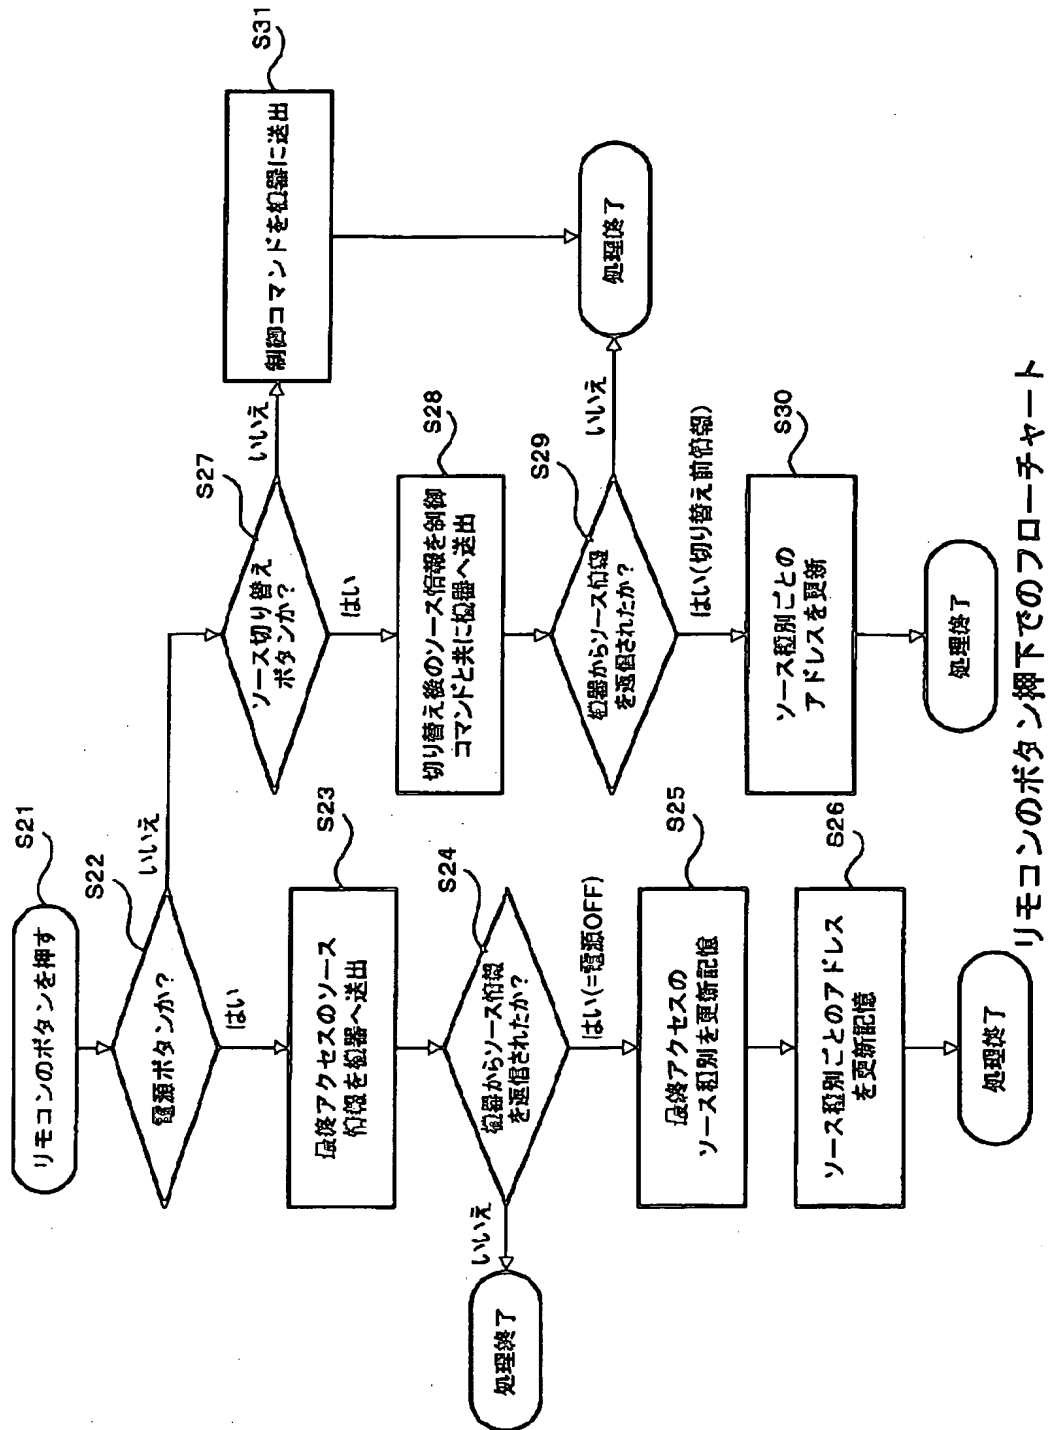 リモコンのボタンを押す
S21
電源ボタンか?
S22
いいえ
はい
最終アクセスのソース
情報を機器へ送出
S23
機器からソース情報
を返信されたか?
S24
いいえ
処理終了
はい(=電源OFF)
最終アクセスの
ソース種別を更新記憶
S25
ソース種別ごとのアドレス
を更新記憶
S26
処理終了
ソース切り替え
ボタンか?
S27
いいえ
はい
制御コマンドを機器に送出
S31
切り替え後のソース情報を制御
コマンドと共に機器へ送出
S28
機器からソース情報
を返信されたか?
S29
いいえ
処理終了
はい(切り替え前情報)
ソース種別ごとの
アドレスを更新
S30
処理終了
リモコンのボタン押下でのフローチャート